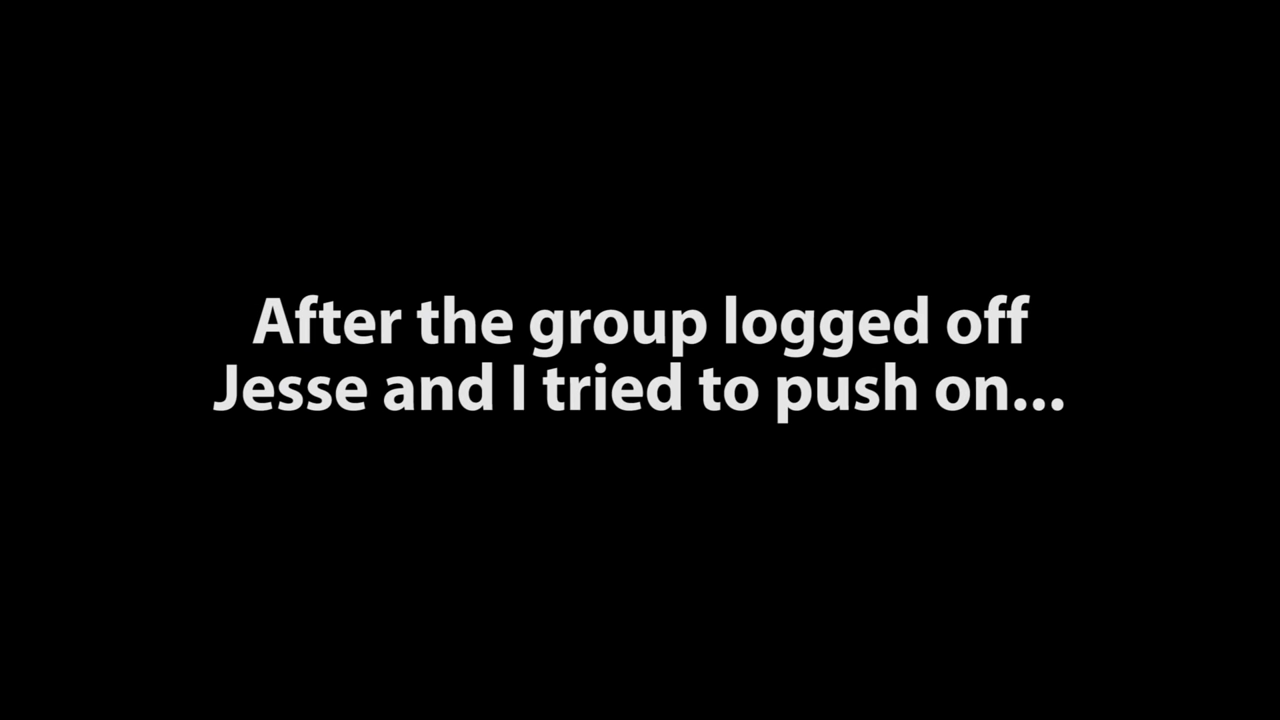 After the group logged off
Jesse and I tried to push on...